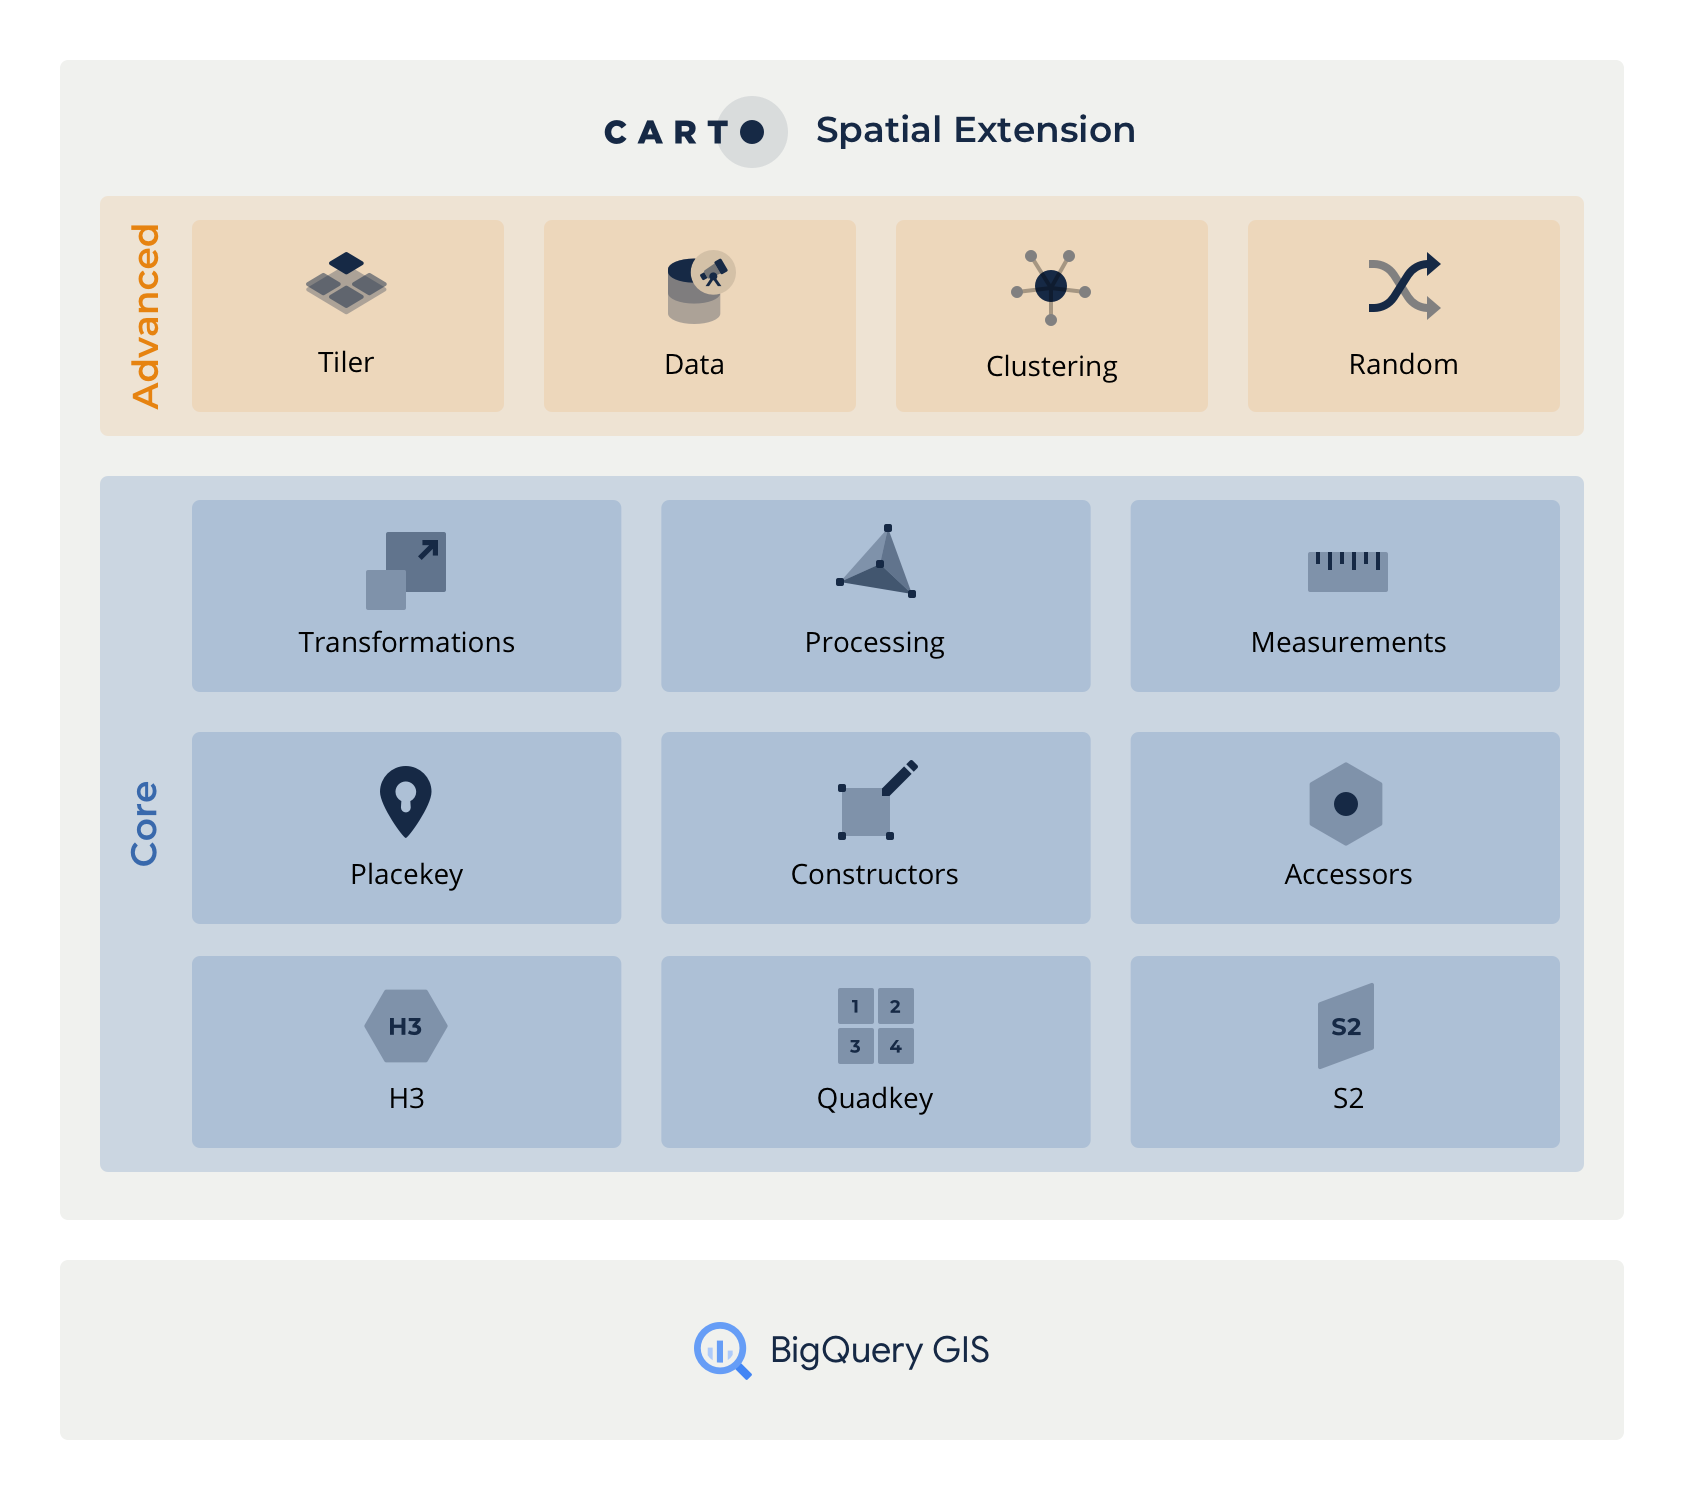 CARTO Spatial Extension
Advanced
Tiler
Data
Clustering
Random
Core
Transformations
Processing
Measurements
Placekey
Constructors
Accessors
H3
H3
1 2
3 4
Quadkey
S2
S2
BigQuery GIS